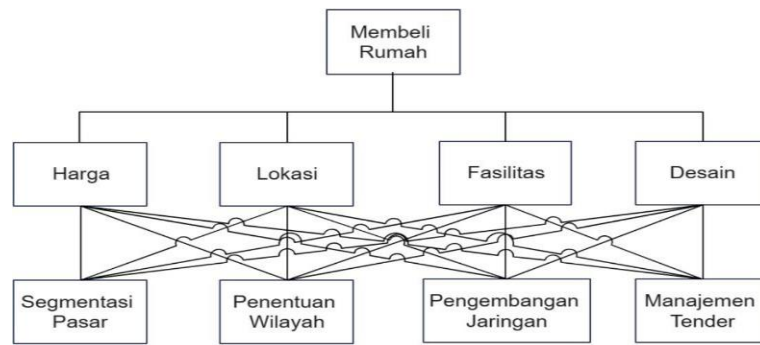 Membeli
Rumah
Harga
Lokasi
Fasilitas
Desain
Segmentasi
Pasar
Penentuan
Wilayah
Pengembangan
Jaringan
Manajemen
Tender